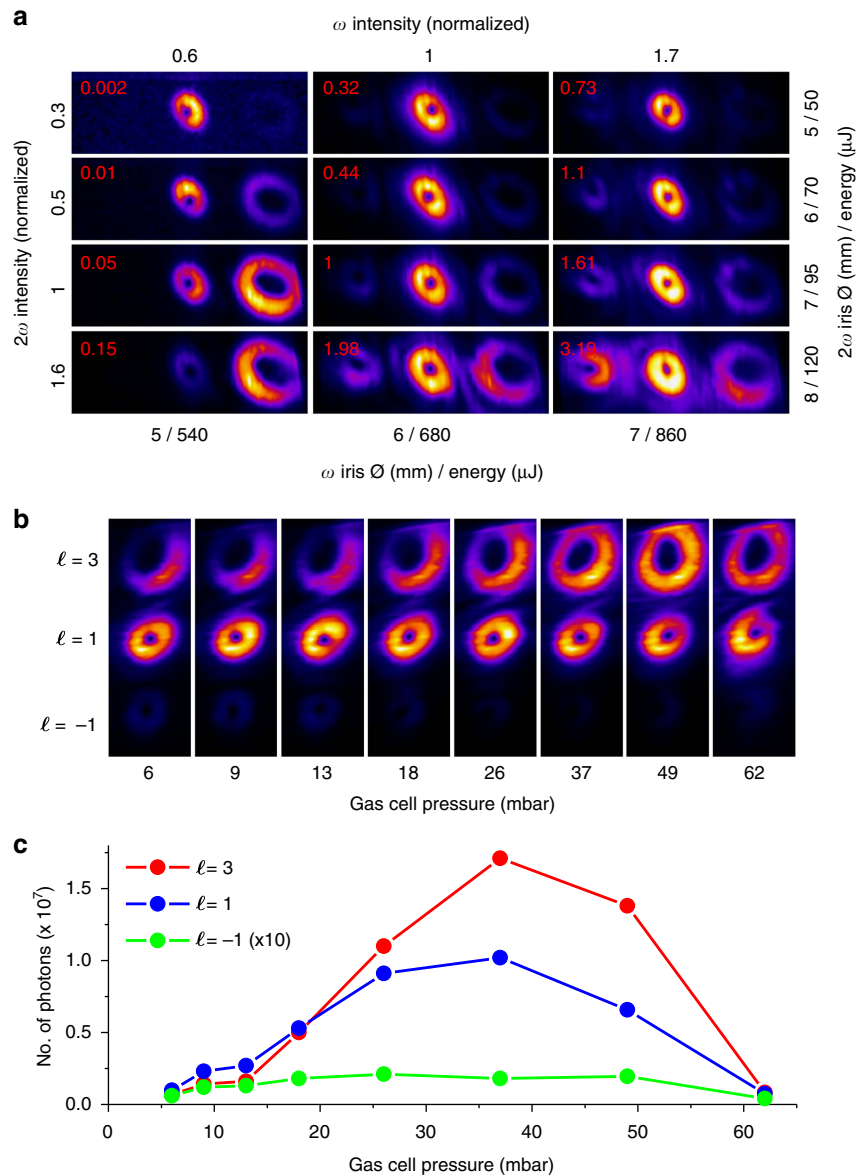 a
ω intensity (normalized)
0.6 1 1.7
2ω intensity (normalized)
0.3
0.5
1
1.6
0.002 0.32 0.73
0.01 0.44 1.1
0.05 1 1.61
0.15 1.98 3.19
5 / 50
6 / 70
7 / 95
8 / 120
2ω iris Ø (mm) / energy (μJ)
5 / 540 6 / 680 7 / 860
ω iris Ø (mm) / energy (μJ)
b
ℓ = 3
ℓ = 1
ℓ = −1
6 9 13 18 26 37 49 62
Gas cell pressure (mbar)
c
ℓ= 3
ℓ= 1
ℓ= −1 (x10)
No. of photons (x 10⁷)
1.5
1.0
0.5
0.0
0 10 20 30 40 50 60
Gas cell pressure (mbar)